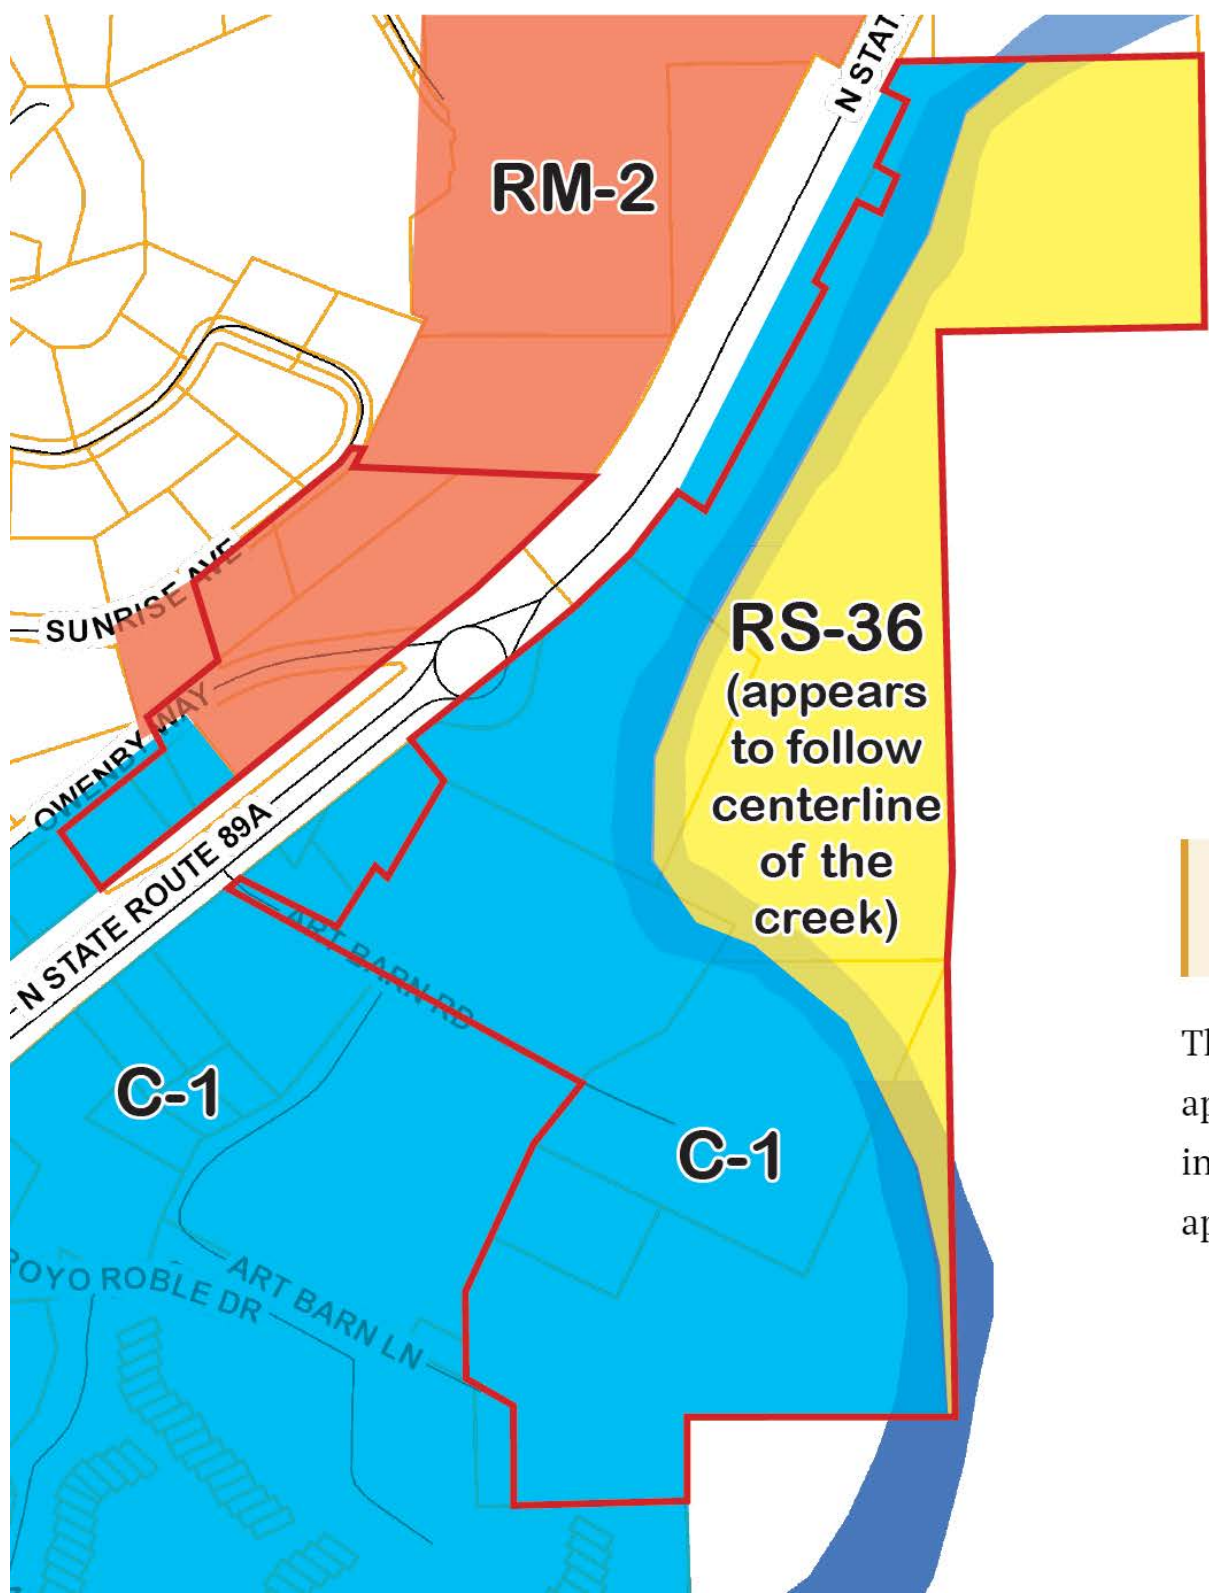 N STAT
RM-2
SUNRISE AVE
RS-36
(appears
to follow
centerline
of the
creek)
OWENBY WAY
N STATE ROUTE 89A
ART BARN RD
C-1
C-1
ROYO ROBLE DR
ART BARN LN
Th
ap
in
ap